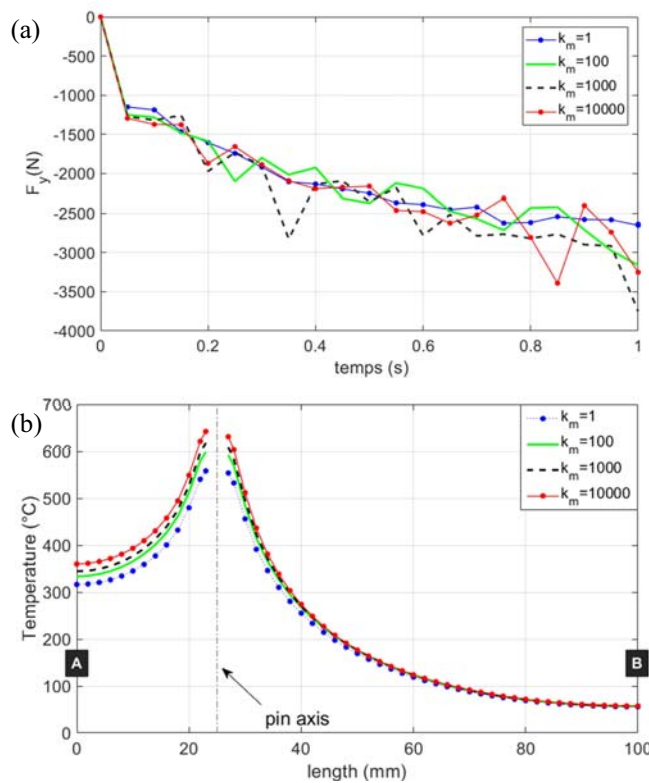 (a)
0
-500
-1000
-1500
-2000
-2500
-3000
-3500
-4000
F_y(N)
k_m=1
k_m=100
k_m=1000
k_m=10000
0
0.2
0.4
0.6
0.8
1
temps (s)
(b)
700
600
500
400
300
200
100
0
Temperature (°C)
k_m=1
k_m=100
k_m=1000
k_m=10000
A
B
pin axis
0
20
40
60
80
100
length (mm)